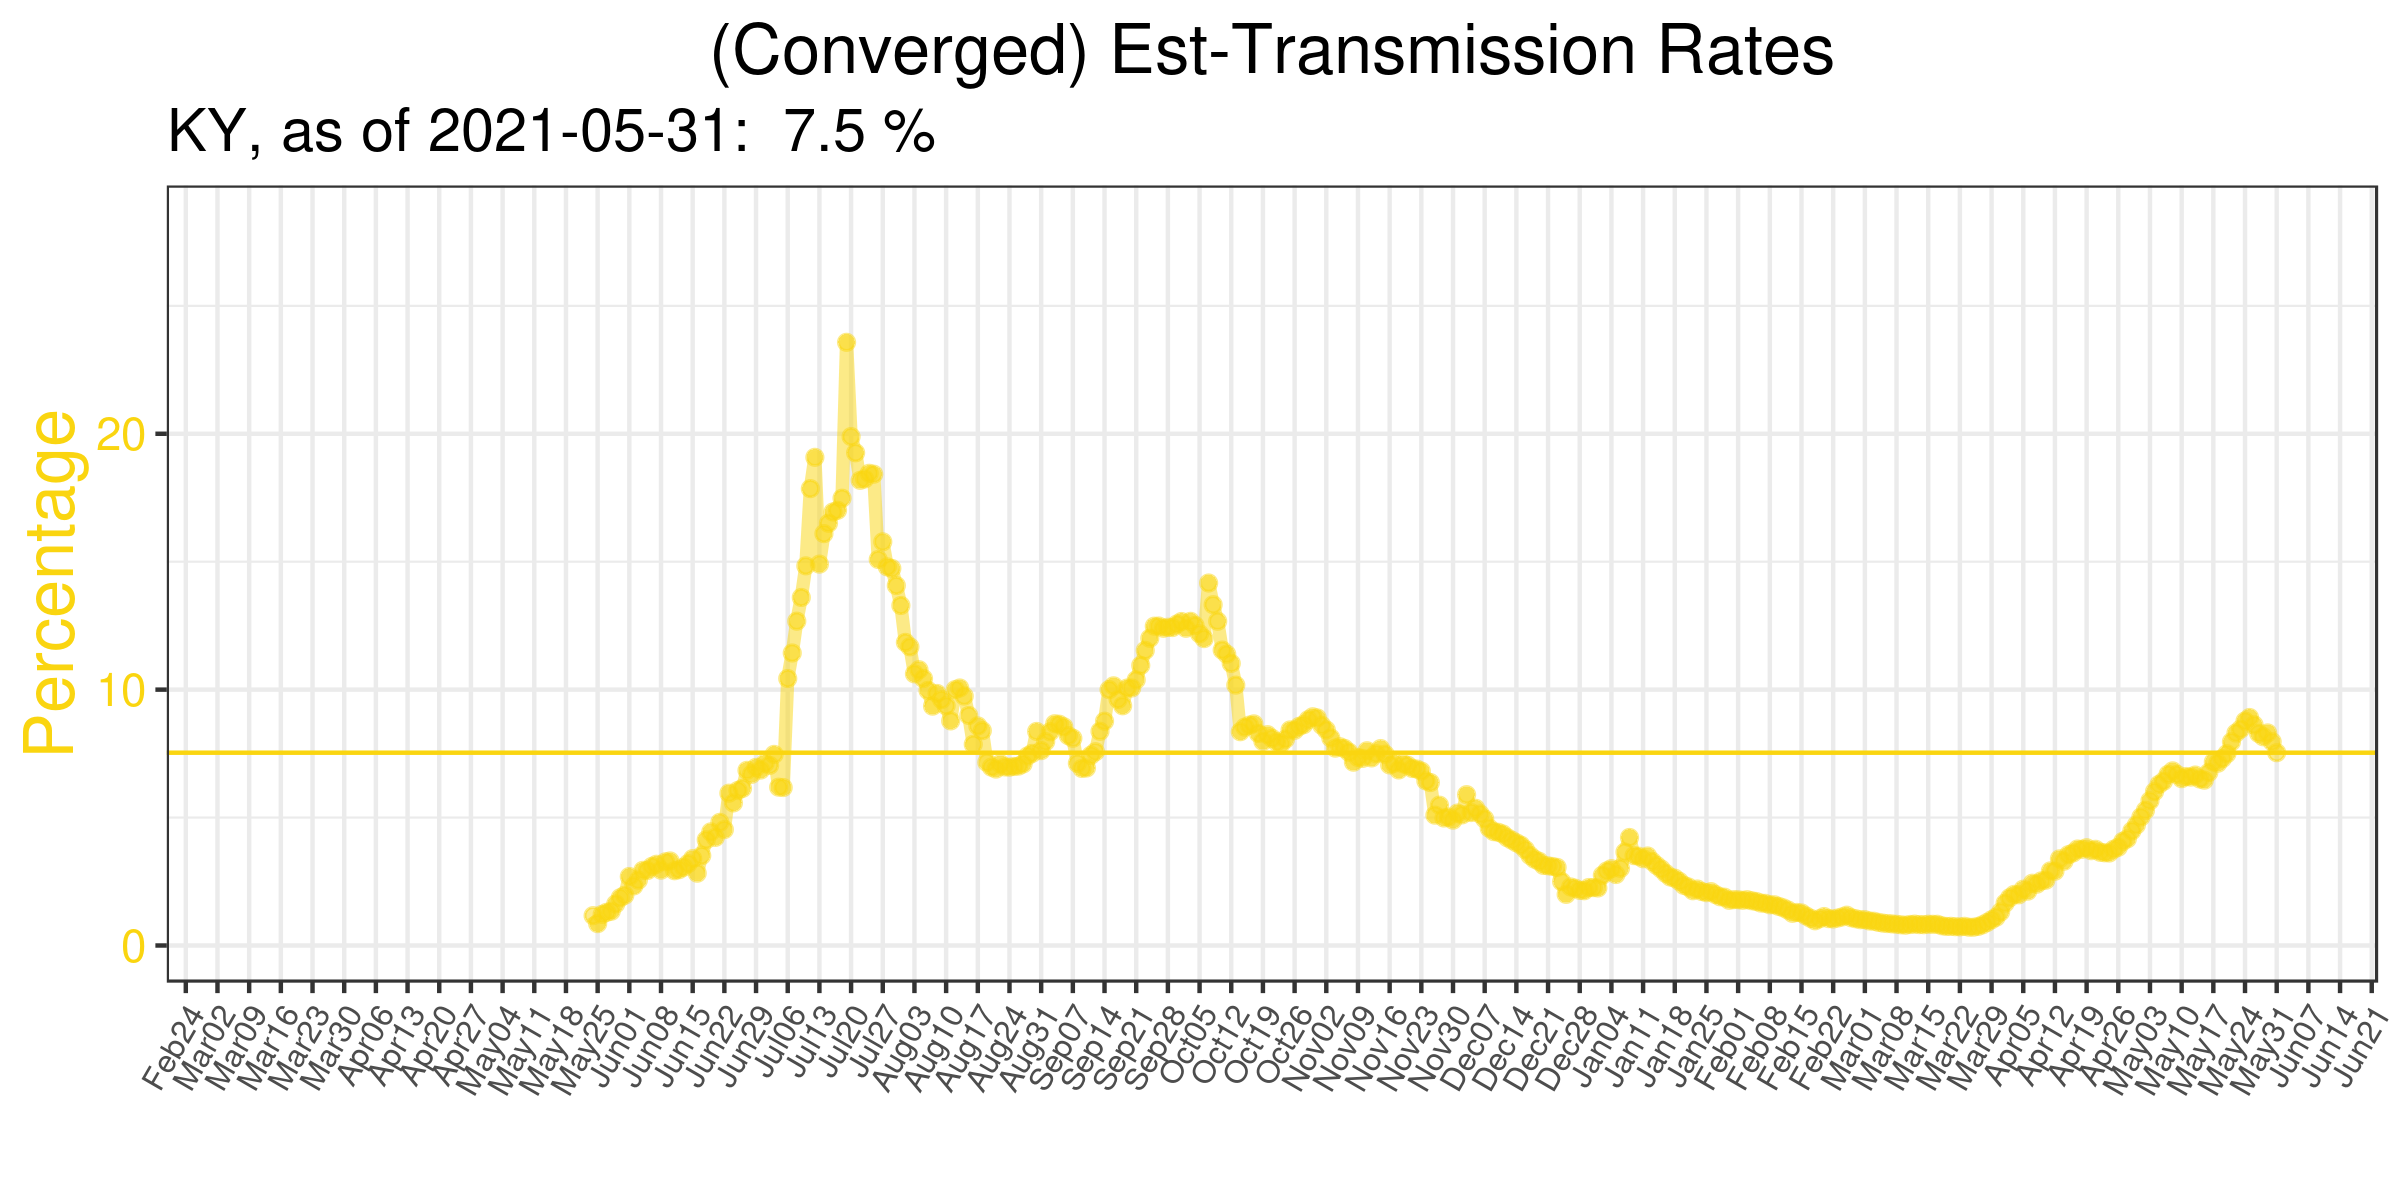 (Converged) Est-Transmission Rates
KY, as of 2021-05-31:  7.5 %
Percentage
20
10
0
Feb24
Mar02
Mar09
Mar16
Mar23
Mar30
Apr06
Apr13
Apr20
Apr27
May04
May11
May18
May25
Jun01
Jun08
Jun15
Jun22
Jun29
Jul06
Jul13
Jul20
Jul27
Aug03
Aug10
Aug17
Aug24
Aug31
Sep07
Sep14
Sep21
Sep28
Oct05
Oct12
Oct19
Oct26
Nov02
Nov09
Nov16
Nov23
Nov30
Dec07
Dec14
Dec21
Dec28
Jan04
Jan11
Jan18
Jan25
Feb01
Feb08
Feb15
Feb22
Mar01
Mar08
Mar15
Mar22
Mar29
Apr05
Apr12
Apr19
Apr26
May03
May10
May17
May24
May31
Jun07
Jun14
Jun21